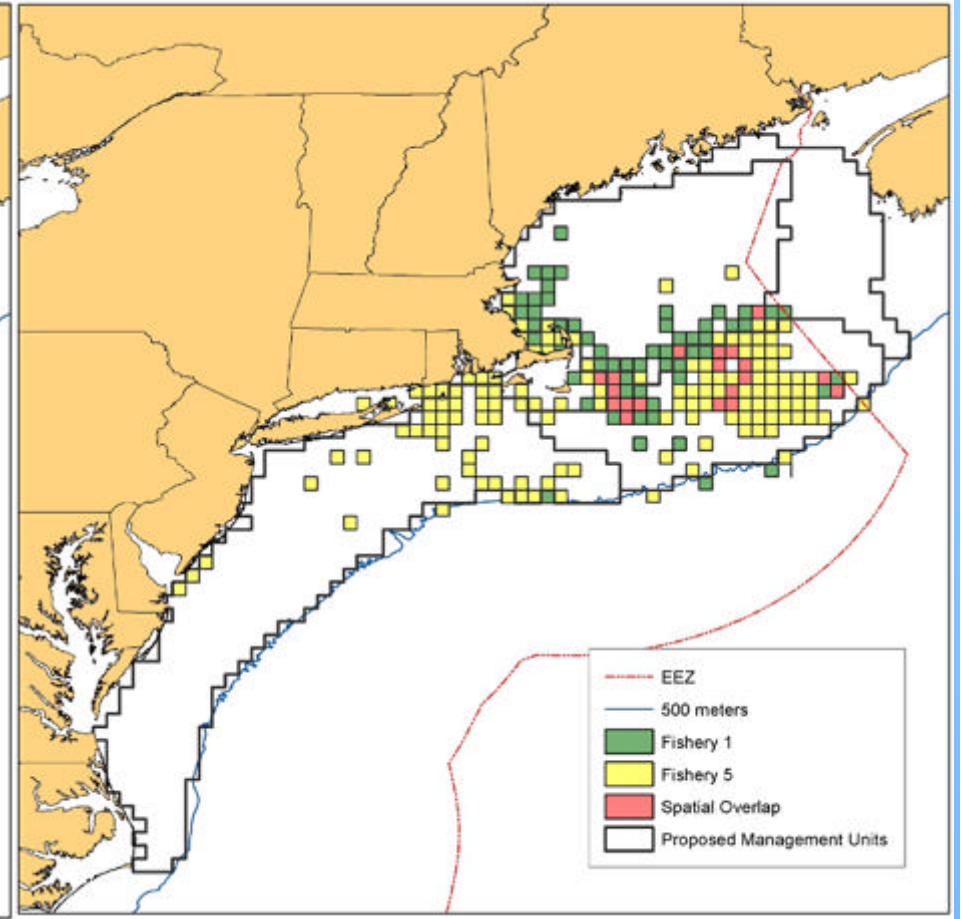 EEZ
500 meters
Fishery 1
Fishery 5
Spatial Overlap
Proposed Management Units